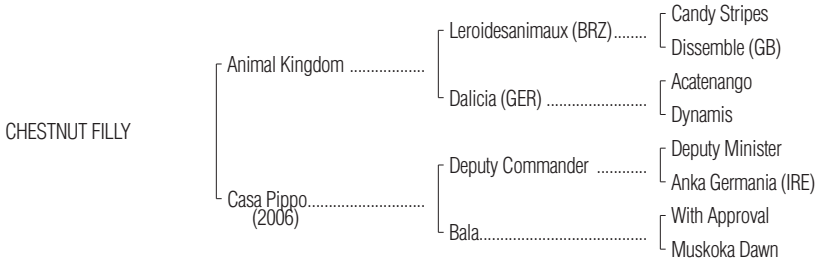 Candy Stripes
Leroidesanimaux (BRZ)........
Dissemble (GB)
Animal Kingdom ..................
Acatenango
Dalicia (GER) ........................
Dynamis
CHESTNUT FILLY
Deputy Minister
Deputy Commander ............
Anka Germania (IRE)
Casa Pippo............................
(2006)
With Approval
Bala........................................
Muskoka Dawn